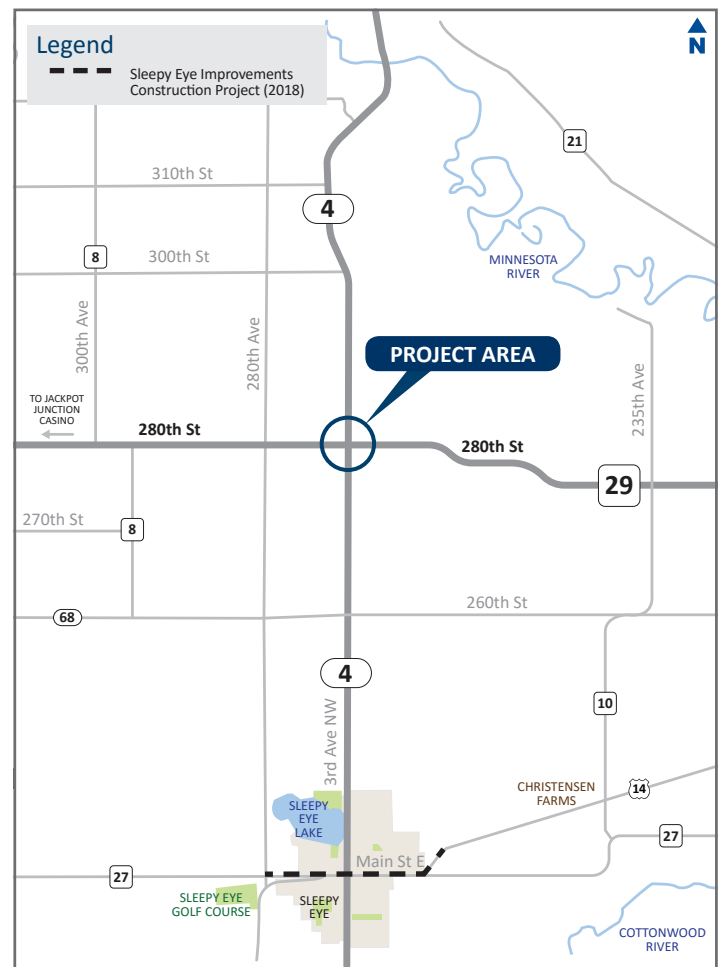 Legend
Sleepy Eye Improvements
Construction Project (2018)
N
21
310th St
4
8
300th St
MINNESOTA
RIVER
300th Ave
280th Ave
PROJECT AREA
235th Ave
TO JACKPOT
JUNCTION
CASINO
280th St
280th St
29
270th St
8
260th St
68
4
10
3rd Ave NW
CHRISTENSEN
FARMS
14
SLEEPY
EYE
LAKE
27
Main St E
27
SLEEPY EYE
GOLF COURSE
SLEEPY
EYE
COTTONWOOD
RIVER